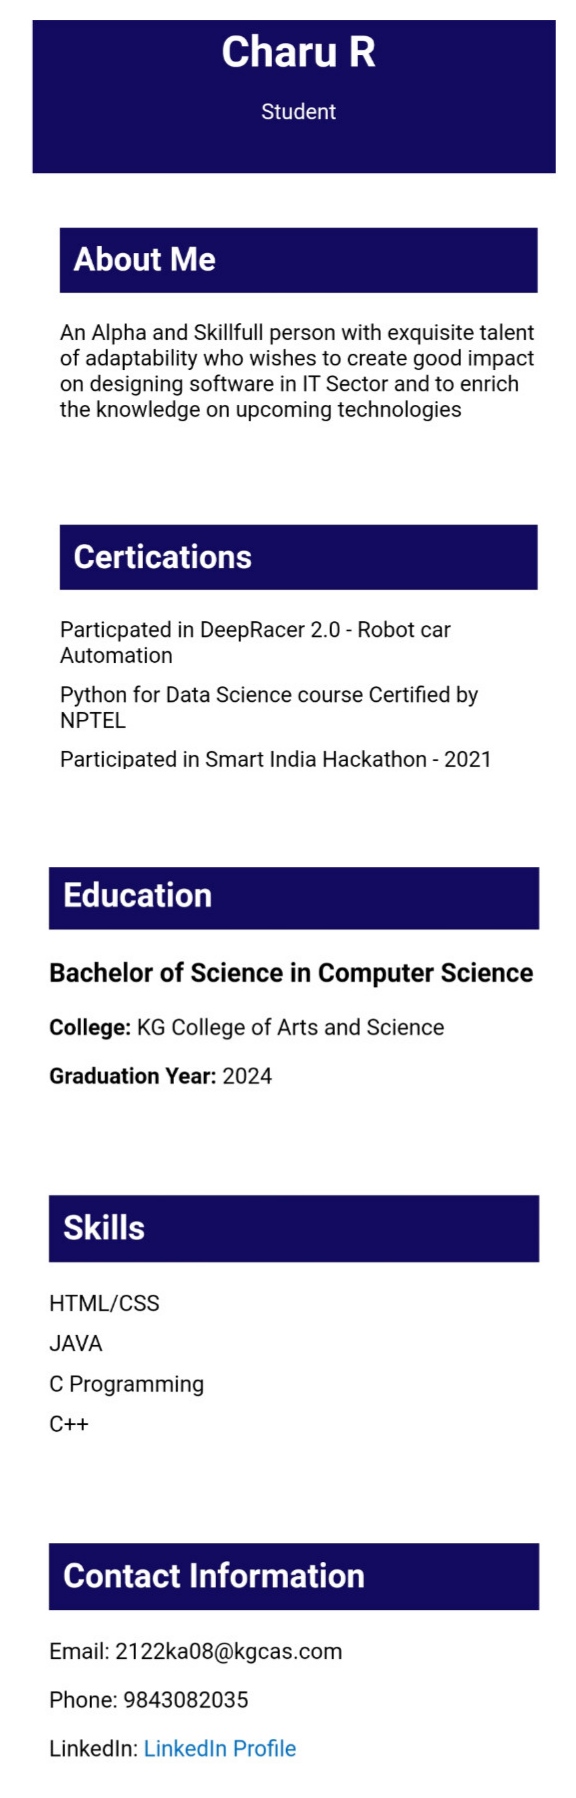 Charu R
Student
About Me
An Alpha and Skillfull person with exquisite talent
of adaptability who wishes to create good impact
on designing software in IT Sector and to enrich
the knowledge on upcoming technologies
Certications
Particpated in DeepRacer 2.0 - Robot car
Automation
Python for Data Science course Certified by
NPTEL
Participated in Smart India Hackathon - 2021
Education
Bachelor of Science in Computer Science
College: KG College of Arts and Science
Graduation Year: 2024
Skills
HTML/CSS
JAVA
C Programming
C++
Contact Information
Email: 2122ka08@kgcas.com
Phone: 9843082035
LinkedIn: LinkedIn Profile